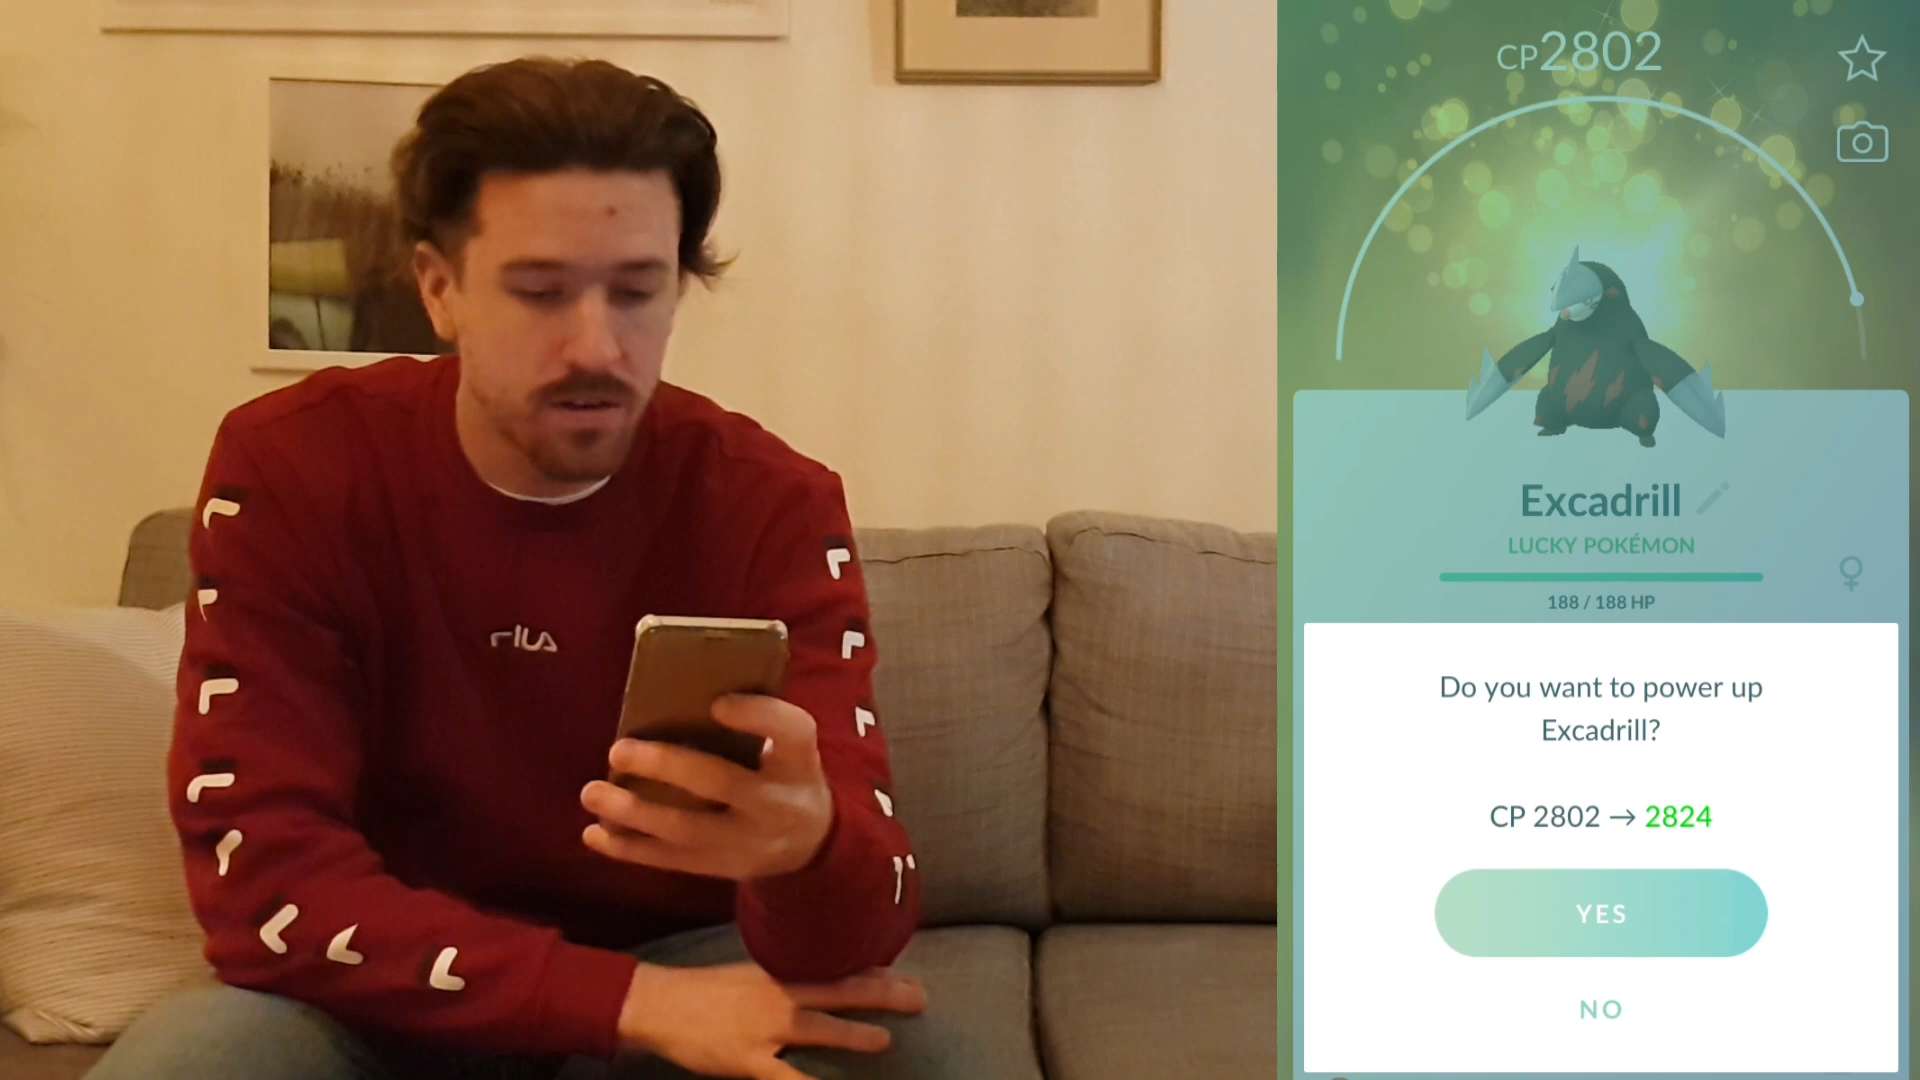 FILA
CP2802
Excadrill
LUCKY POKÉMON
188 / 188 HP
Do you want to power up
Excadrill?
CP 2802 → 2824
YES
NO